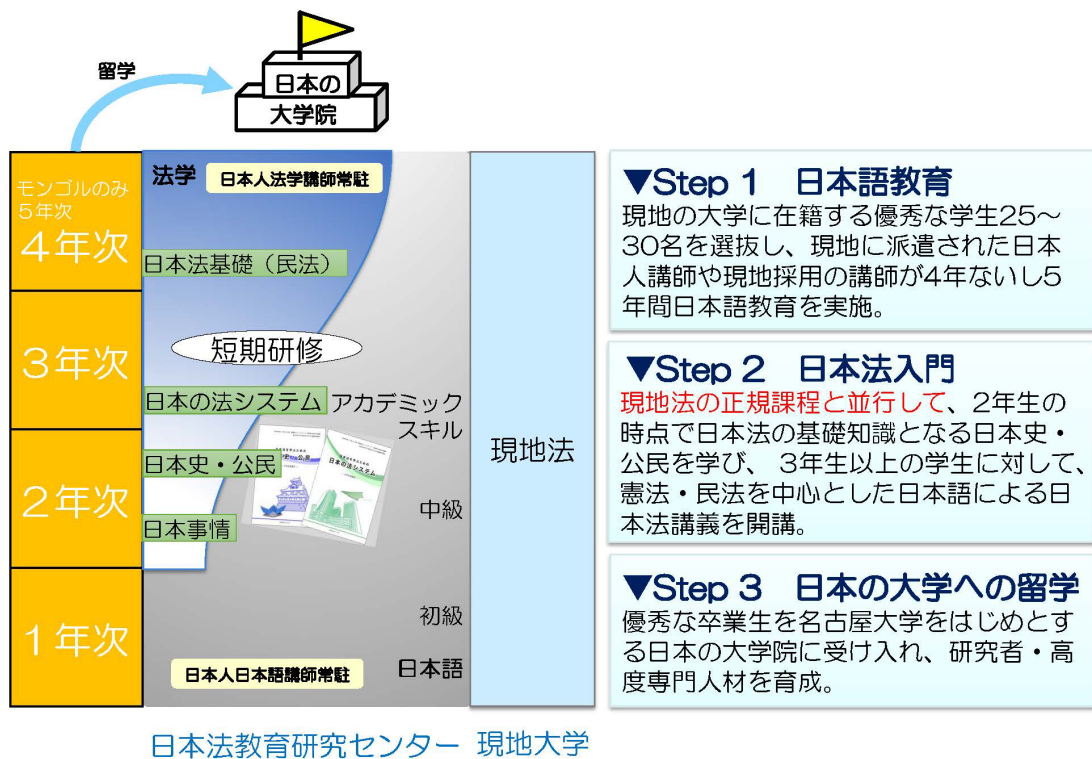 留学
日本の
大学院
モンゴルのみ
5年次
4年次
3年次
2年次
1年次
法学
日本人法学講師常駐
日本法基礎（民法）
短期研修
日本の法システム
アカデミック
スキル
日本史・公民
日本の法システム
中級
日本事情
初級
日本人日本語講師常駐
日本語
現地法
日本法教育研究センター
現地大学
▼Step 1　日本語教育
現地の大学に在籍する優秀な学生25～
30名を選抜し、現地に派遣された日本
人講師や現地採用の講師が4年ないし5
年間日本語教育を実施。
▼Step 2　日本法入門
現地法の正規課程と並行して、2年生の
時点で日本法の基礎知識となる日本史・
公民を学び、 3年生以上の学生に対して、
憲法・民法を中心とした日本語による日
本法講義を開講。
▼Step 3　日本の大学への留学
優秀な卒業生を名古屋大学をはじめとす
る日本の大学院に受け入れ、研究者・高
度専門人材を育成。